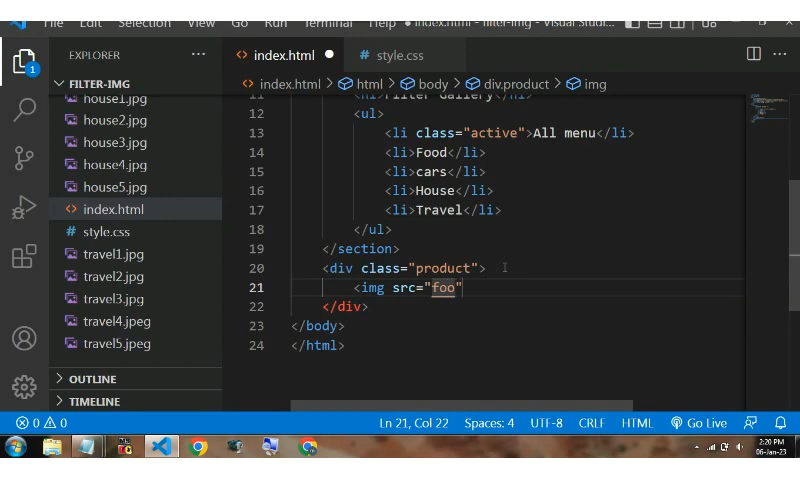 File Edit Selection View Go Run Terminal Help ● index.html - filter-img - Visual Studi...
EXPLORER ... <> index.html ● # style.css ...
FILTER-IMG
<> index.html > html > body > div.product > img
house1.jpg
house2.jpg
house3.jpg
house4.jpg
house5.jpg
<> index.html
# style.css
travel1.jpg
travel2.jpg
travel3.jpg
travel4.jpeg
travel5.jpeg
OUTLINE
TIMELINE
11 <h1>Filter Gallery</h1>
12 <ul>
13 <li class="active">All menu</li>
14 <li>Food</li>
15 <li>cars</li>
16 <li>House</li>
17 <li>Travel</li>
18 </ul>
19 </section>
20 <div class="product">
21 <img src="foo"
22 </div>
23 </body>
24 </html>
1
0 0 Ln 21, Col 22 Spaces: 4 UTF-8 CRLF HTML Go Live
2:20 PM
06-Jan-23